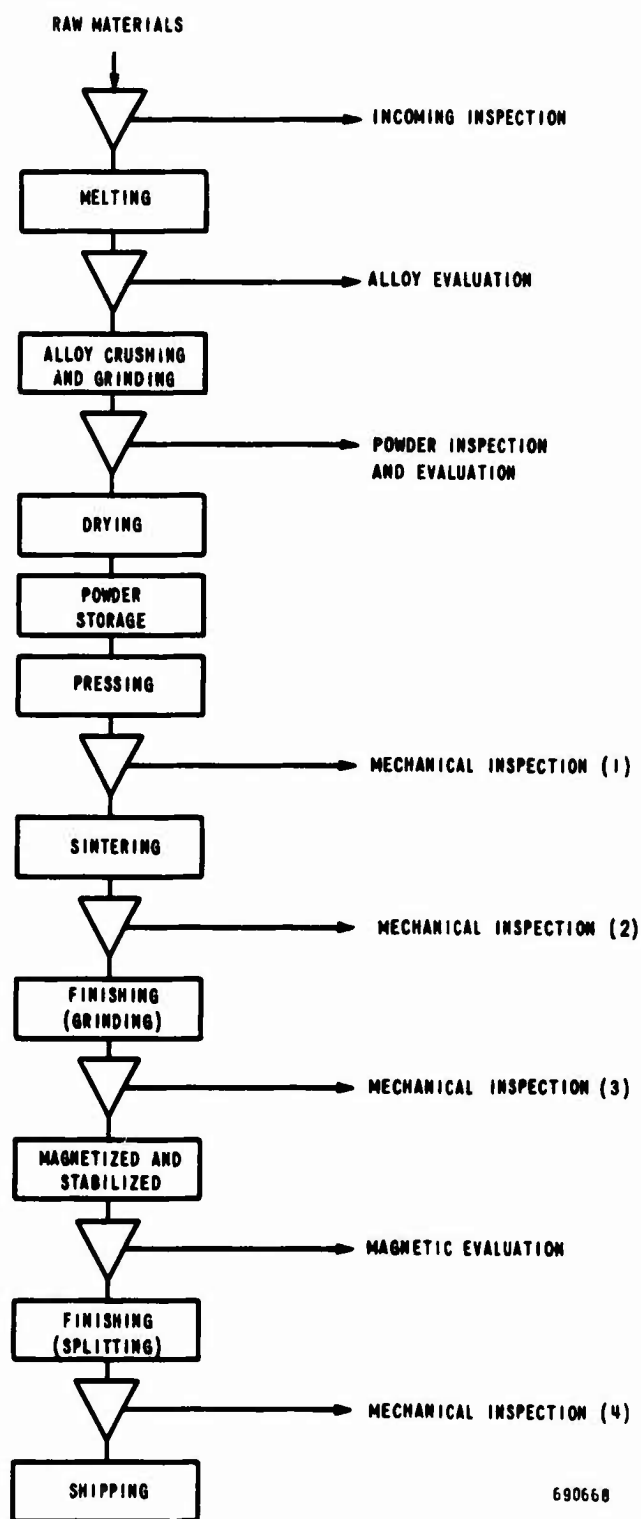 RAW MATERIALS
INCOMING INSPECTION
MELTING
ALLOY EVALUATION
ALLOY CRUSHING
AND GRINDING
POWDER INSPECTION
AND EVALUATION
DRYING
POWDER
STORAGE
PRESSING
MECHANICAL INSPECTION (1)
SINTERING
MECHANICAL INSPECTION (2)
FINISHING
(GRINDING)
MECHANICAL INSPECTION (3)
MAGNETIZED AND
STABILIZED
MAGNETIC EVALUATION
FINISHING
(SPLITTING)
MECHANICAL INSPECTION (4)
SHIPPING
690668